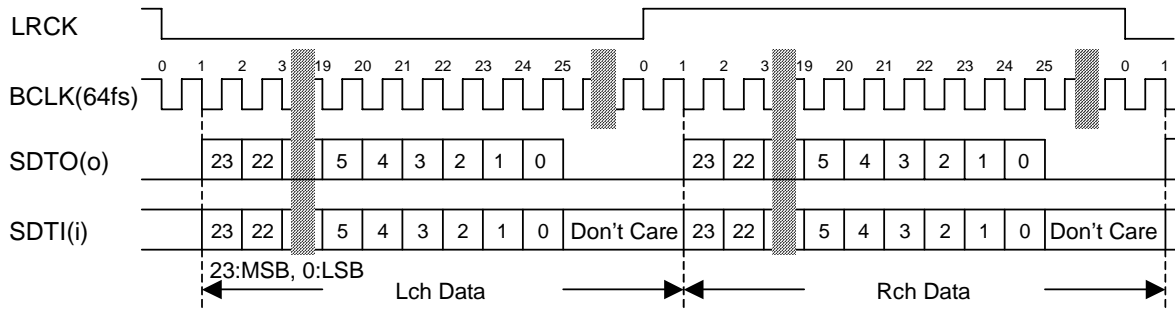 LRCK
0 1 2 3 19 20 21 22 23 24 25 0 1 2 3 19 20 21 22 23 24 25 0 1
BCLK(64fs)
SDTO(o) 23 22 5 4 3 2 1 0 23 22 5 4 3 2 1 0
SDTI(i) 23 22 5 4 3 2 1 0 Don't Care 23 22 5 4 3 2 1 0 Don't Care
23:MSB, 0:LSB
Lch Data Rch Data